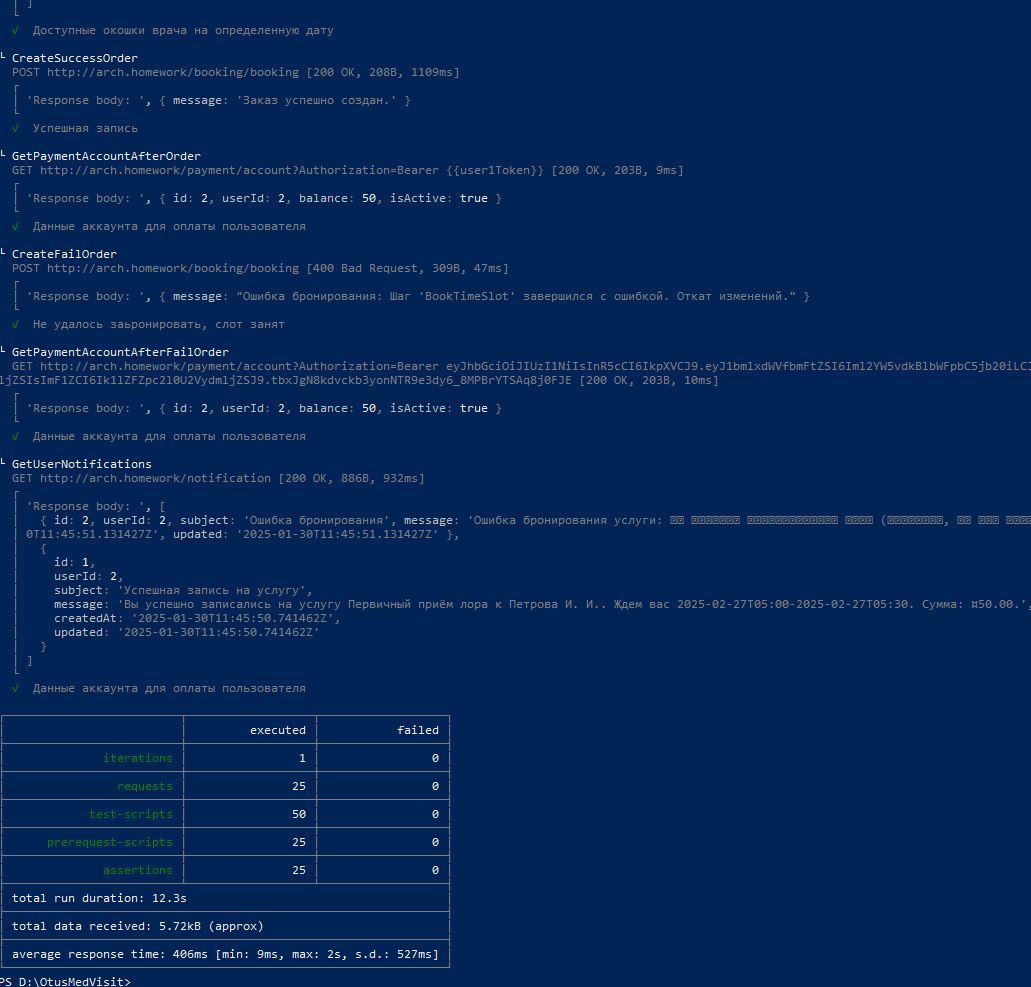 ]
√ Доступные окошки врача на определенную дату
└ CreateSuccessOrder
POST http://arch.homework/booking/booking [200 OK, 208B, 1109ms]
'Response body: ', { message: 'Заказ успешно создан.' }
√ Успешная запись
└ GetPaymentAccountAfterOrder
GET http://arch.homework/payment/account?Authorization=Bearer {{user1Token}} [200 OK, 203B, 9ms]
'Response body: ', { id: 2, userId: 2, balance: 50, isActive: true }
√ Данные аккаунта для оплаты пользователя
└ CreateFailOrder
POST http://arch.homework/booking/booking [400 Bad Request, 309B, 47ms]
'Response body: ', { message: "Ошибка бронирования: Шаг 'BookTimeSlot' завершился с ошибкой. Откат изменений." }
√ Не удалось заьронировать, слот занят
└ GetPaymentAccountAfterFailOrder
GET http://arch.homework/payment/account?Authorization=Bearer
[200 OK, 203B, 10ms]
'Response body: ', { id: 2, userId: 2, balance: 50, isActive: true }
√ Данные аккаунта для оплаты пользователя
└ GetUserNotifications
GET http://arch.homework/notification [200 OK, 886B, 932ms]
'Response body: ', [
{ id: 2, userId: 2, subject: 'Ошибка бронирования', message: 'Ошибка бронирования услуги:
0T11:45:51.131427Z', updated: '2025-01-30T11:45:51.131427Z' },
{
id: 1,
userId: 2,
subject: 'Успешная запись на услугу',
message: 'Вы успешно записались на услугу Первичный приём лора к Петрова И. И.. Ждем вас 2025-02-27T05:00-2025-02-27T05:30. Сумма: ¤50.00.',
createdAt: '2025-01-30T11:45:50.741462Z',
updated: '2025-01-30T11:45:50.741462Z'
}
]
√ Данные аккаунта для оплаты пользователя
executed failed
iterations 1 0
requests 25 0
test-scripts 50 0
prerequest-scripts 25 0
assertions 25 0
total run duration: 12.3s
total data received: 5.72kB (approx)
average response time: 406ms [min: 9ms, max: 2s, s.d.: 527ms]
PS D:\OtusMedVisit>